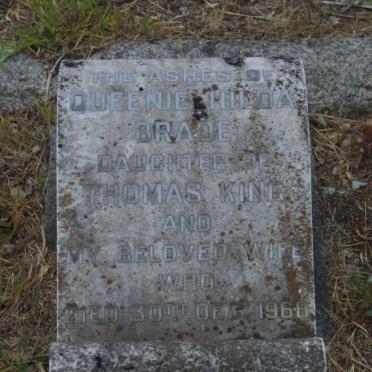 THE ASHES OF
QUEENIE HILDA
BRADE
DAUGHTER OF
THOMAS KING
AND
MY BELOVED WIFE
WHO
DIED 30TH DEC. 1966